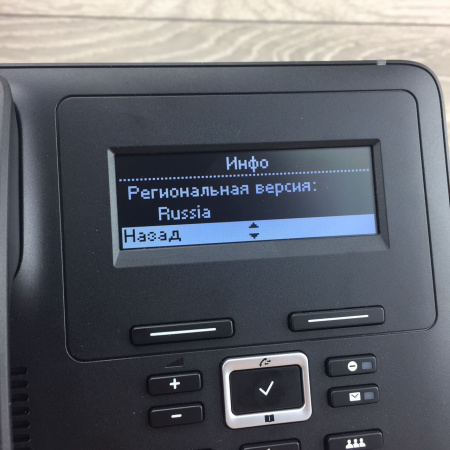 Инфо
Региональная версия:
Russia
Назад